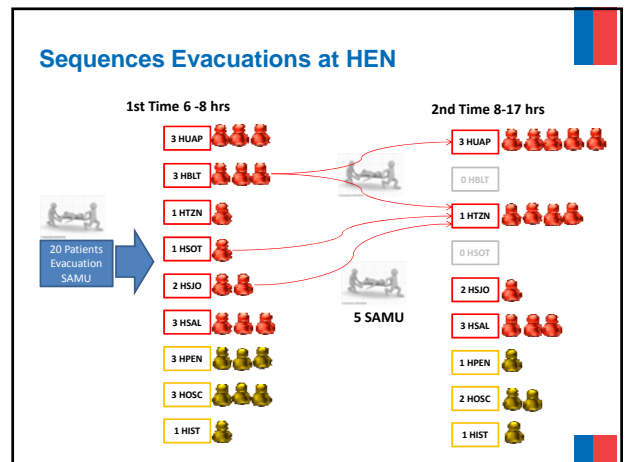 Sequences Evacuations at HEN
1st Time 6 -8 hrs
2nd Time 8-17 hrs
20 Patients
Evacuation
SAMU
3 HUAP
3 HBLT
1 HTZN
1 HSOT
2 HSJO
3 HSAL
3 HPEN
3 HOSC
1 HIST
5 SAMU
3 HUAP
0 HBLT
1 HTZN
0 HSOT
2 HSJO
3 HSAL
1 HPEN
2 HOSC
1 HIST